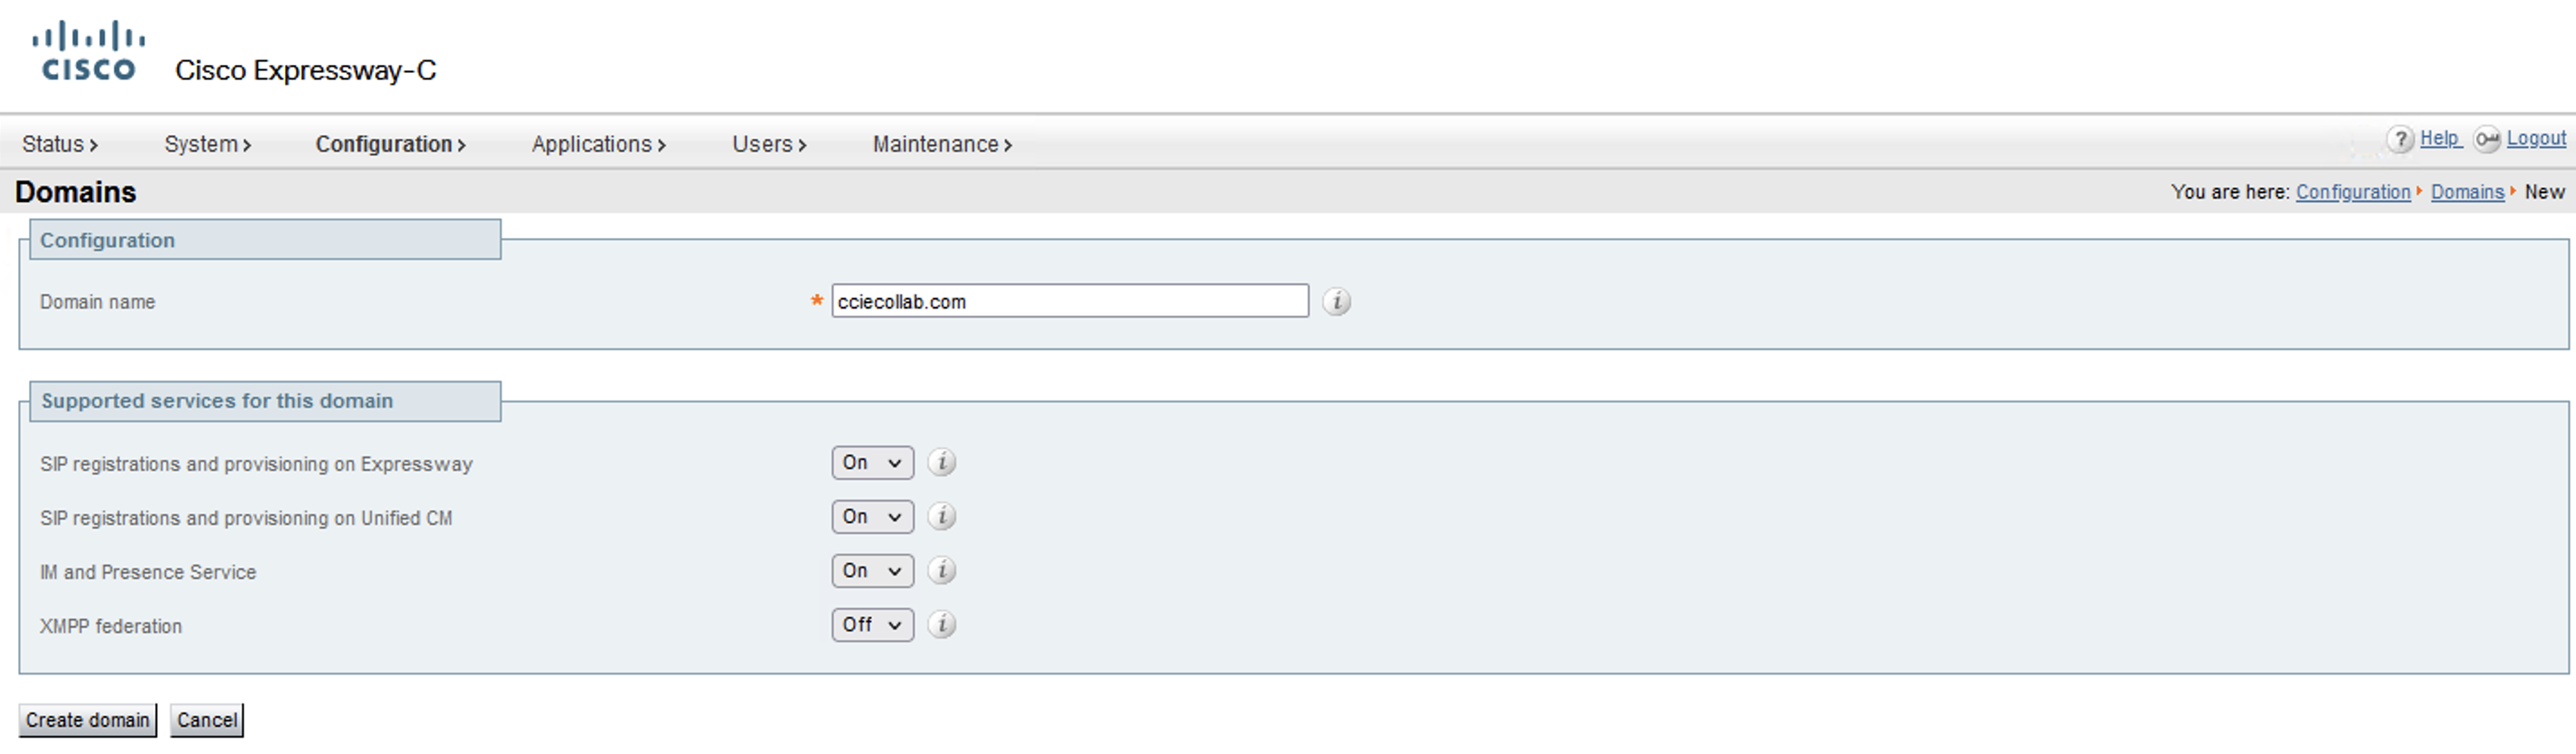 CISCO Cisco Expressway-C
Status System Configuration Applications Users Maintenance ? Help Logout
Domains You are here: Configuration Domains New
Configuration
Domain name * cciecollab.com i
Supported services for this domain
SIP registrations and provisioning on Expressway On i
SIP registrations and provisioning on Unified CM On i
IM and Presence Service On i
XMPP federation Off i
Create domain Cancel